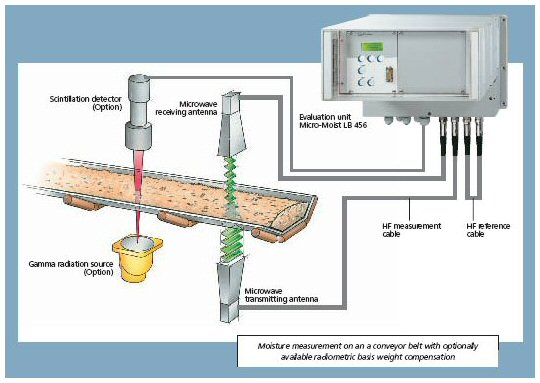 Scintillation detector
(Option)
Microwave
receiving antenna
Evaluation unit
Micro-Moist LB 456
HF measurement
cable
HF reference
cable
Gamma radiation source
(Option)
Microwave
transmitting antenna
Moisture measurement on an a conveyor belt with optionally
available radiometric basis weight compensation